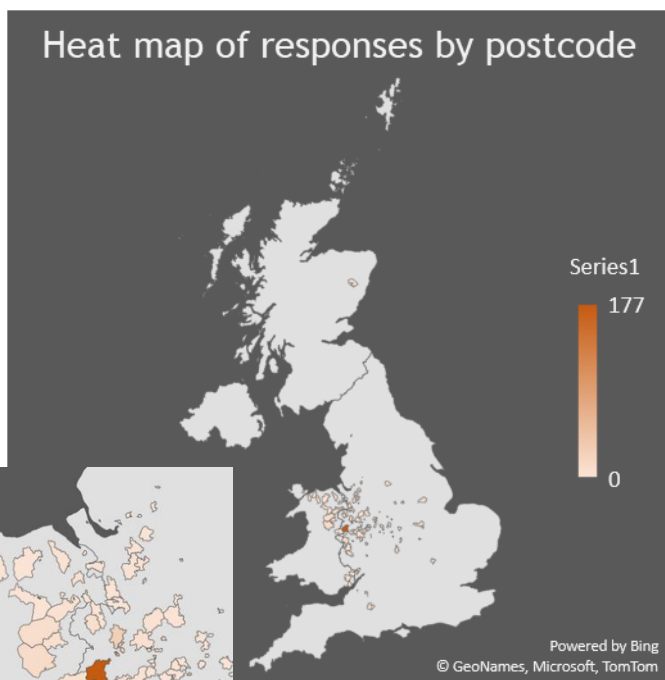 Heat map of responses by postcode
Series1
177
0
Powered by Bing
© GeoNames, Microsoft, TomTom